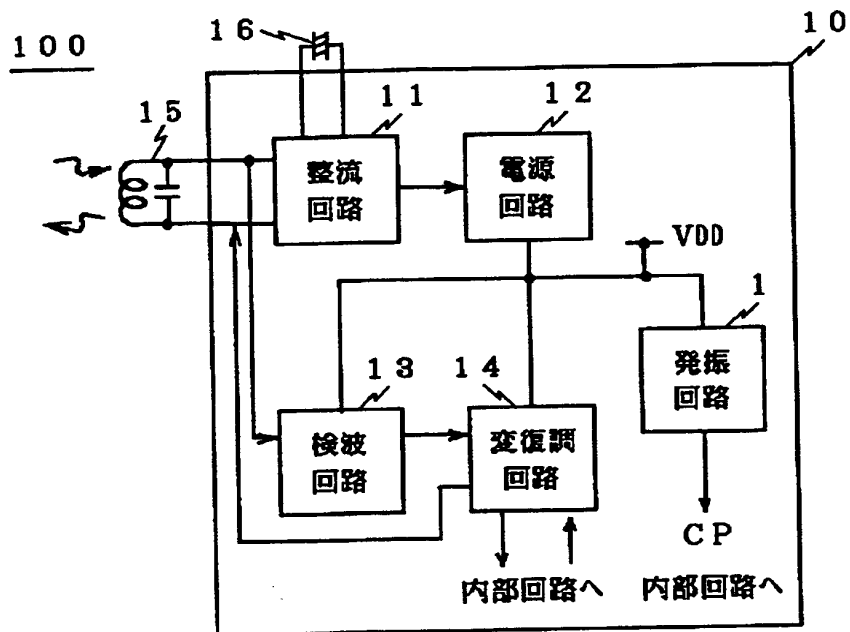 １００
１６
１０
１５
１１
整流
回路
１２
電源
回路
VDD
１
発振
回路
１３
検波
回路
１４
変復調
回路
ＣＰ
内部回路へ
内部回路へ